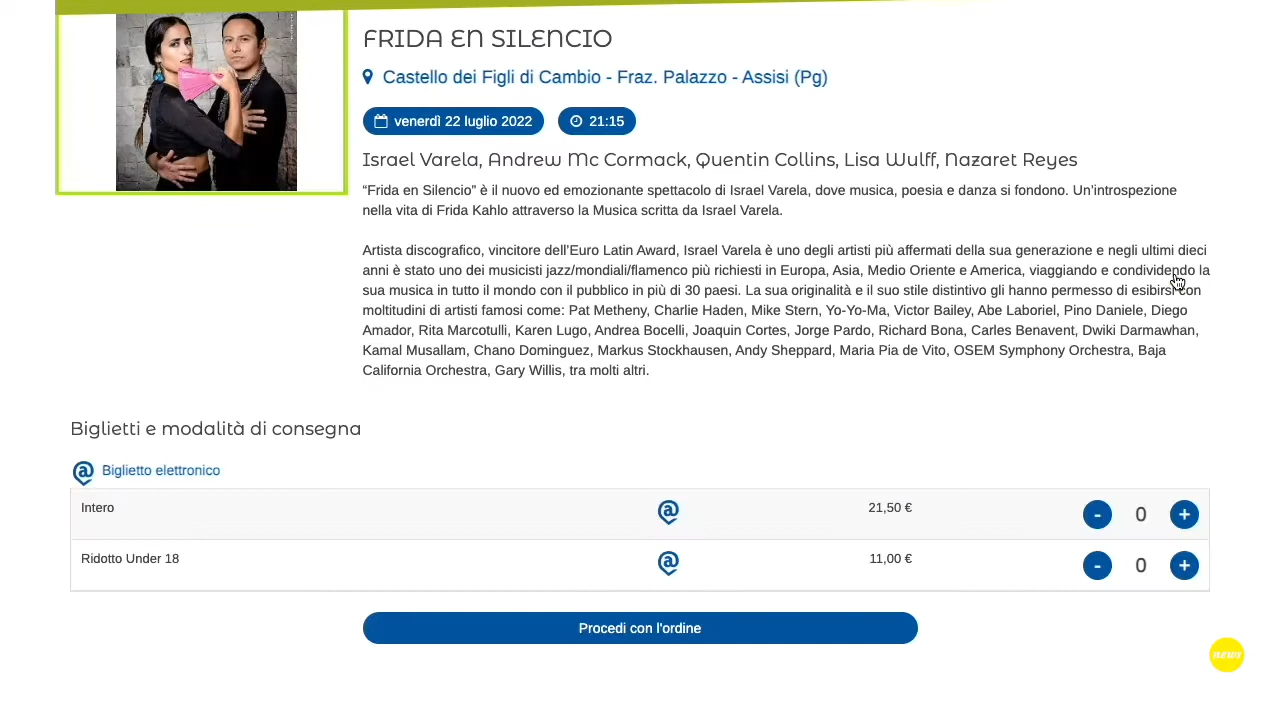 FRIDA EN SILENCIO
Castello dei Figli di Cambio - Fraz. Palazzo - Assisi (Pg)
venerdì 22 luglio 2022
21:15
Israel Varela, Andrew Mc Cormack, Quentin Collins, Lisa Wulff, Nazaret Reyes
“Frida en Silencio” è il nuovo ed emozionante spettacolo di Israel Varela, dove musica, poesia e danza si fondono. Un'introspezione
nella vita di Frida Kahlo attraverso la Musica scritta da Israel Varela.
Artista discografico, vincitore dell'Euro Latin Award, Israel Varela è uno degli artisti più affermati della sua generazione e negli ultimi dieci
anni è stato uno dei musicisti jazz/mondiali/flamenco più richiesti in Europa, Asia, Medio Oriente e America, viaggiando e condividendo la
sua musica in tutto il mondo con il pubblico in più di 30 paesi. La sua originalità e il suo stile distintivo gli hanno permesso di esibirsi con
moltitudini di artisti famosi come: Pat Metheny, Charlie Haden, Mike Stern, Yo-Yo-Ma, Victor Bailey, Abe Laboriel, Pino Daniele, Diego
Amador, Rita Marcotulli, Karen Lugo, Andrea Bocelli, Joaquin Cortes, Jorge Pardo, Richard Bona, Carles Benavent, Dwiki Darmawhan,
Kamal Musallam, Chano Dominguez, Markus Stockhausen, Andy Sheppard, Maria Pia de Vito, OSEM Symphony Orchestra, Baja
California Orchestra, Gary Willis, tra molti altri.
Biglietti e modalità di consegna
@ Biglietto elettronico
Intero @ 21,50 € - 0 +
Ridotto Under 18 @ 11,00 € - 0 +
Procedi con l'ordine
news